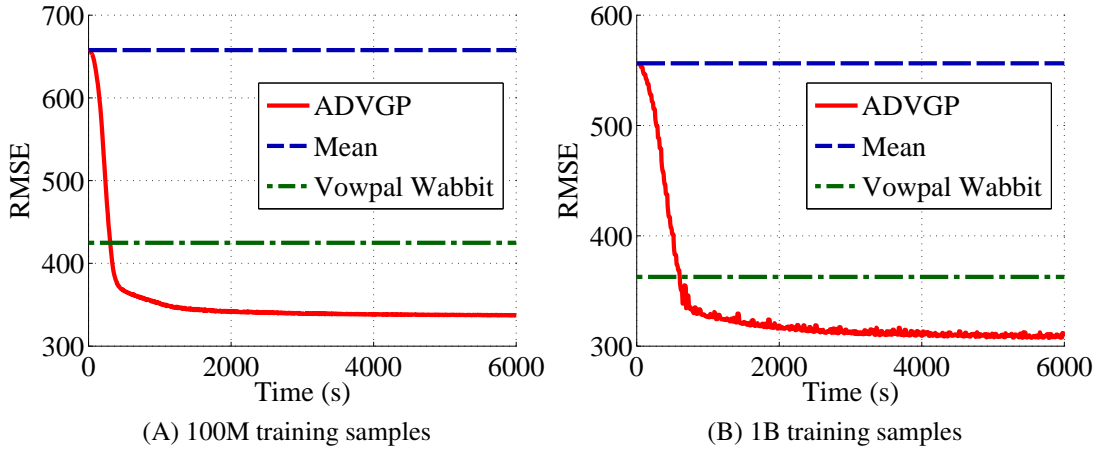 700
600
500
400
300
RMSE
ADVGP
Mean
Vowpal Wabbit
0
2000
4000
6000
Time (s)
(A) 100M training samples
600
500
400
300
RMSE
ADVGP
Mean
Vowpal Wabbit
0
2000
4000
6000
Time (s)
(B) 1B training samples